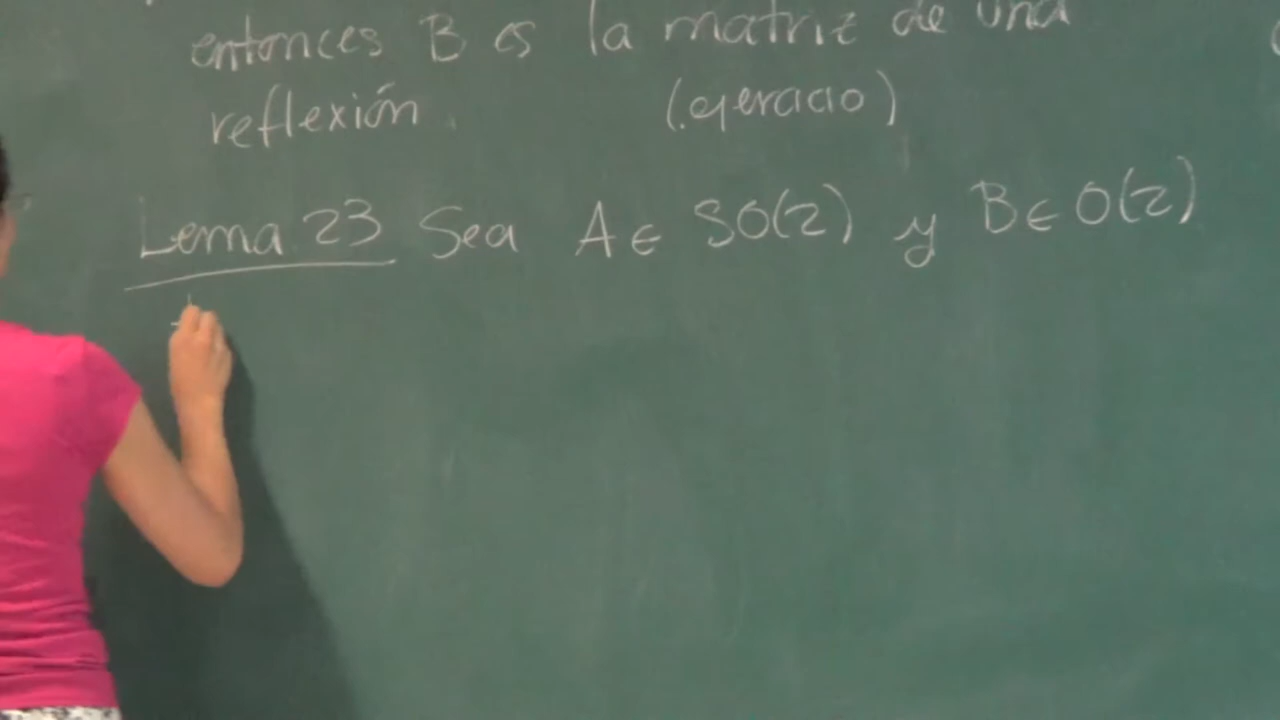 entonces B es la matriz de una
reflexión. (ejercicio)
Lema 23 Sea A ∈ SO(2) y B ∈ O(2)